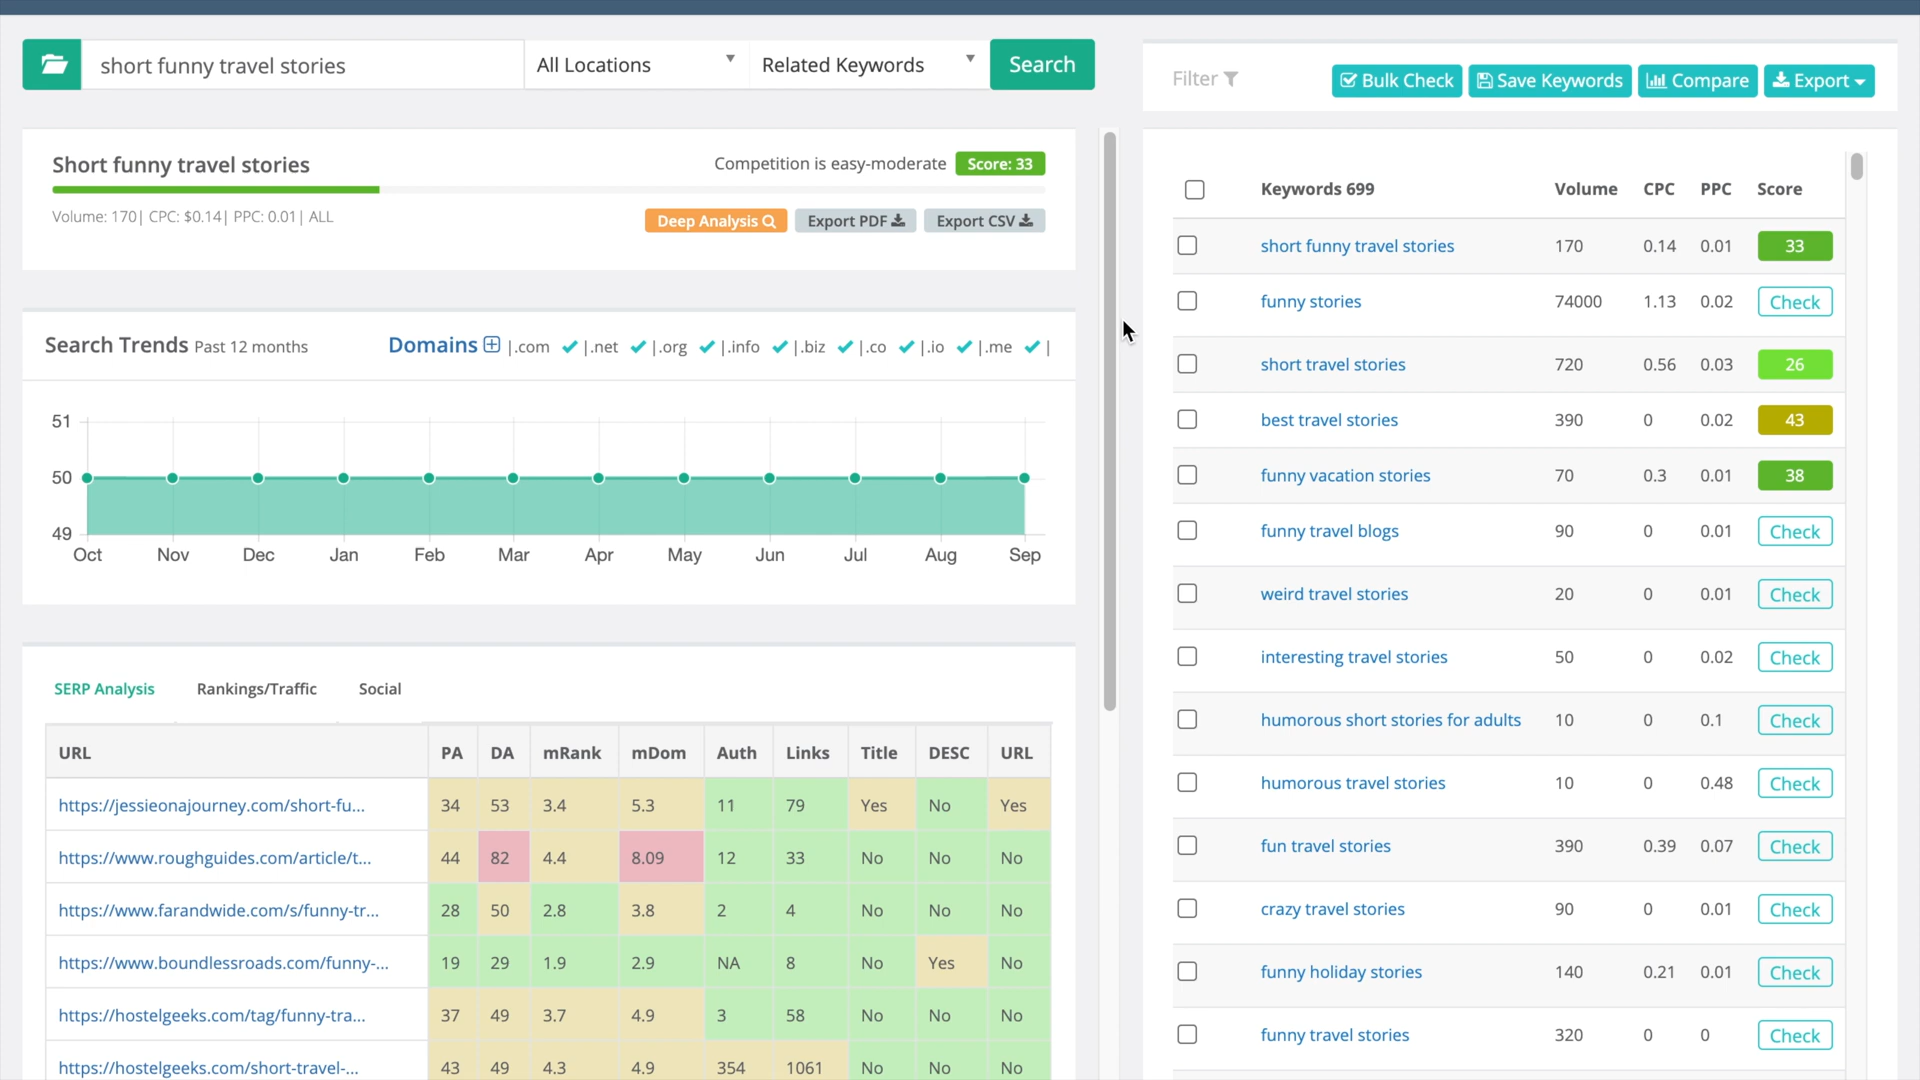 short funny travel stories
All Locations
Related Keywords
Search
Filter
Bulk Check
Save Keywords
Compare
Export
Short funny travel stories
Competition is easy-moderate
Score: 33
Volume: 170| CPC: $0.14| PPC: 0.01| ALL
Deep Analysis
Export PDF
Export CSV
Search Trends Past 12 months
Domains |.com |.net |.org |.info |.biz |.co |.io |.me |
51
50
49
Oct Nov Dec Jan Feb Mar Apr May Jun Jul Aug Sep
SERP Analysis Rankings/Traffic Social
URL PA DA mRank mDom Auth Links Title DESC URL
https://jessieonajourney.com/short-fu... 34 53 3.4 5.3 11 79 Yes No Yes
https://www.roughguides.com/article/t... 44 82 4.4 8.09 12 33 No No No
https://www.farandwide.com/s/funny-tr... 28 50 2.8 3.8 2 4 No No No
https://www.boundlessroads.com/funny-... 19 29 1.9 2.9 NA 8 No Yes No
https://hostelgeeks.com/tag/funny-tra... 37 49 3.7 4.9 3 58 No No No
https://hostelgeeks.com/short-travel-... 43 49 4.3 4.9 354 1061 No No No
Keywords 699 Volume CPC PPC Score
short funny travel stories 170 0.14 0.01 33
funny stories 74000 1.13 0.02 Check
short travel stories 720 0.56 0.03 26
best travel stories 390 0 0.02 43
funny vacation stories 70 0.3 0.01 38
funny travel blogs 90 0 0.01 Check
weird travel stories 20 0 0.01 Check
interesting travel stories 50 0 0.02 Check
humorous short stories for adults 10 0 0.1 Check
humorous travel stories 10 0 0.48 Check
fun travel stories 390 0.39 0.07 Check
crazy travel stories 90 0 0.01 Check
funny holiday stories 140 0.21 0.01 Check
funny travel stories 320 0 0 Check